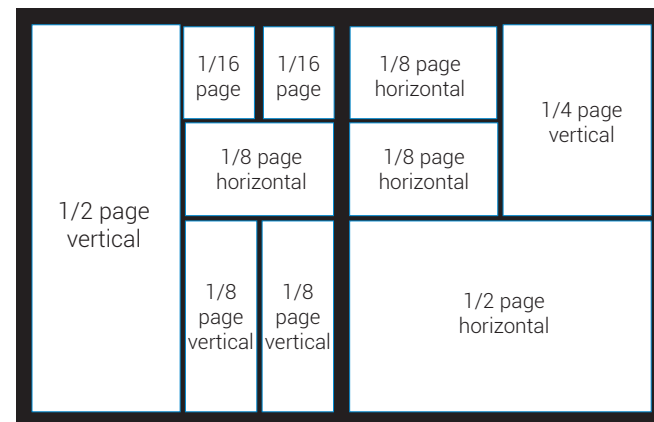 1/2 page
vertical
1/16
page
1/16
page
1/8 page
horizontal
1/8
page
vertical
1/8
page
vertical
1/8 page
horizontal
1/8 page
horizontal
1/4 page
vertical
1/2 page
horizontal